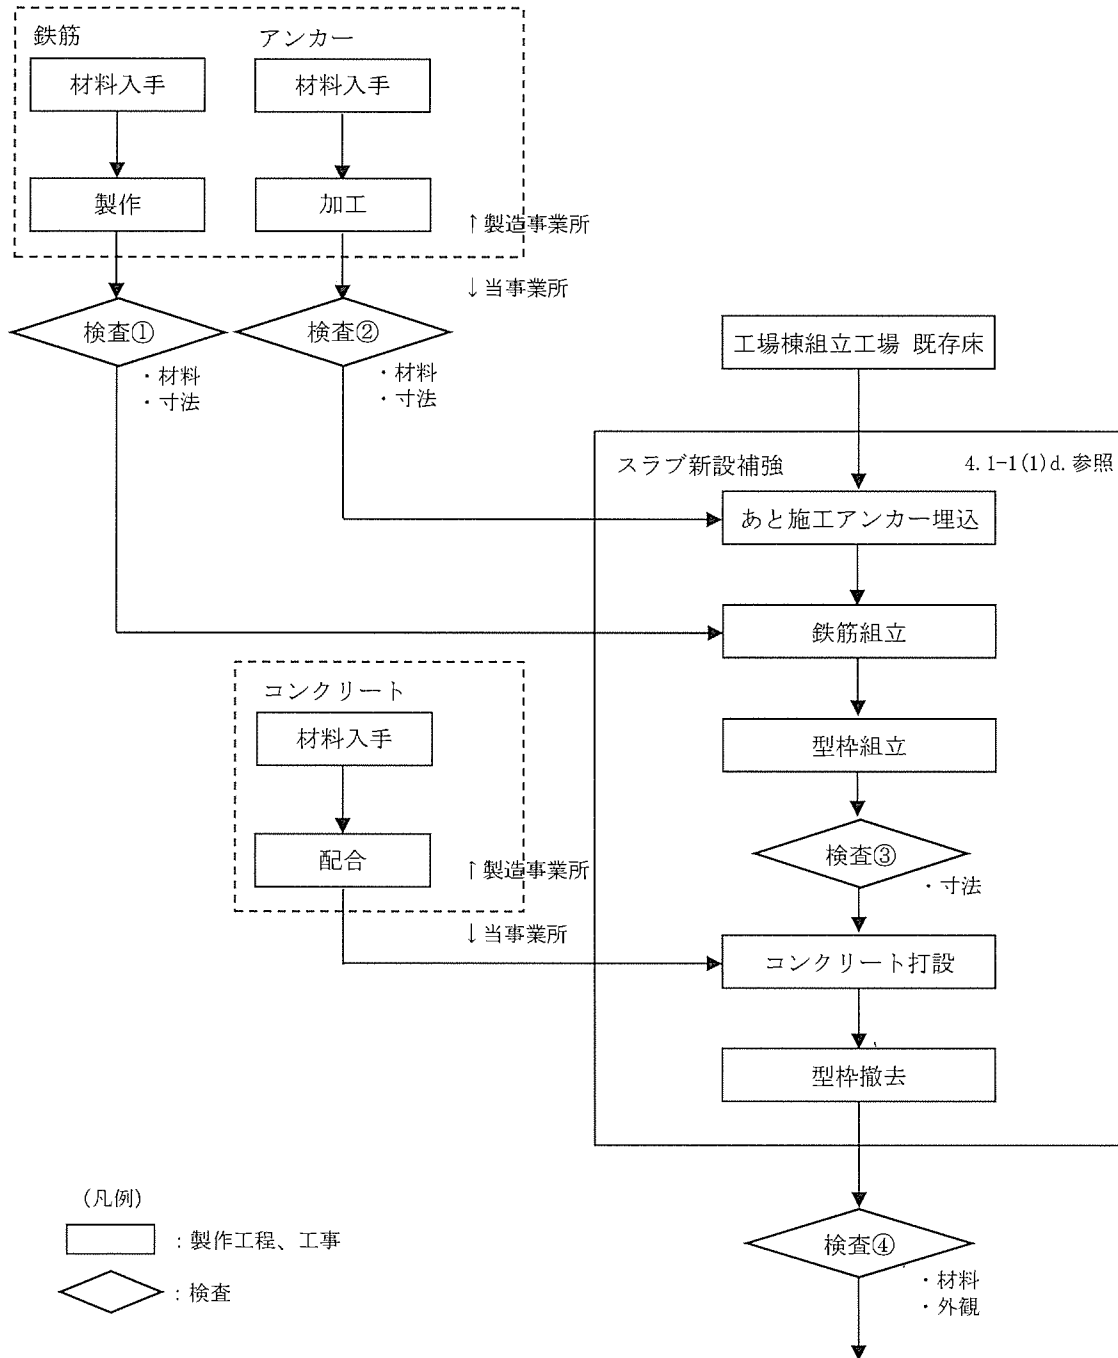 鉄筋
アンカー
材料入手
材料入手
製作
加工
↑製造事業所
↓当事業所
検査①
・材料
・寸法
検査②
・材料
・寸法
工場棟組立工場 既存床
スラブ新設補強
4.1-1(1)d.参照
あと施工アンカー埋込
鉄筋組立
コンクリート
材料入手
型枠組立
配合
↑製造事業所
↓当事業所
検査③
・寸法
コンクリート打設
型枠撤去
検査④
・材料
・外観
(凡例)
:製作工程、工事
:検査